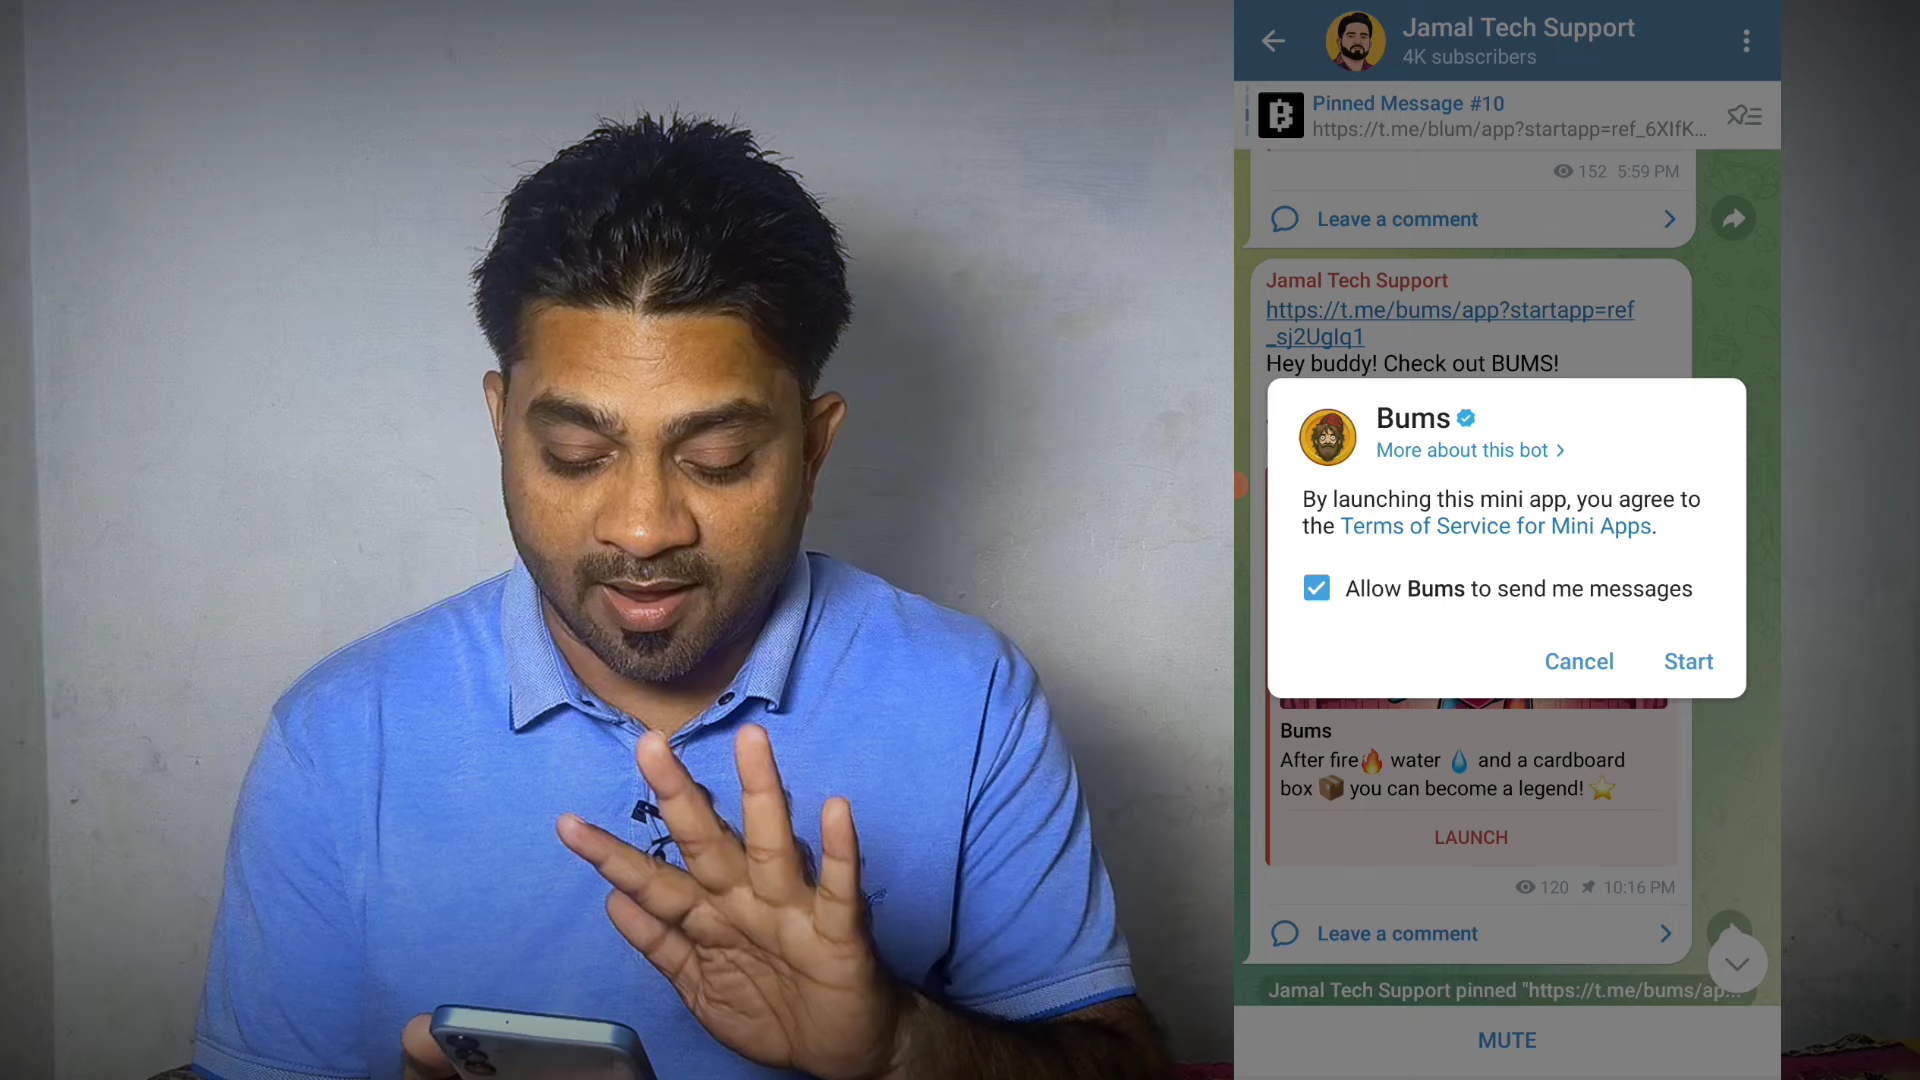 Jamal Tech Support
4K subscribers
Pinned Message #10
https://t.me/blum/app?startapp=ref_6XIfK...
152 5:59 PM
Leave a comment
Jamal Tech Support
https://t.me/bums/app?startapp=ref
_sj2UgIq1
Hey buddy! Check out BUMS!
Bums
More about this bot >
By launching this mini app, you agree to
the Terms of Service for Mini Apps.
Allow Bums to send me messages
Cancel Start
Bums
After fire🔥 water 💧 and a cardboard
box 📦 you can become a legend! ⭐
LAUNCH
120 10:16 PM
Leave a comment
Jamal Tech Support pinned "https://t.me/bums/ap...
MUTE